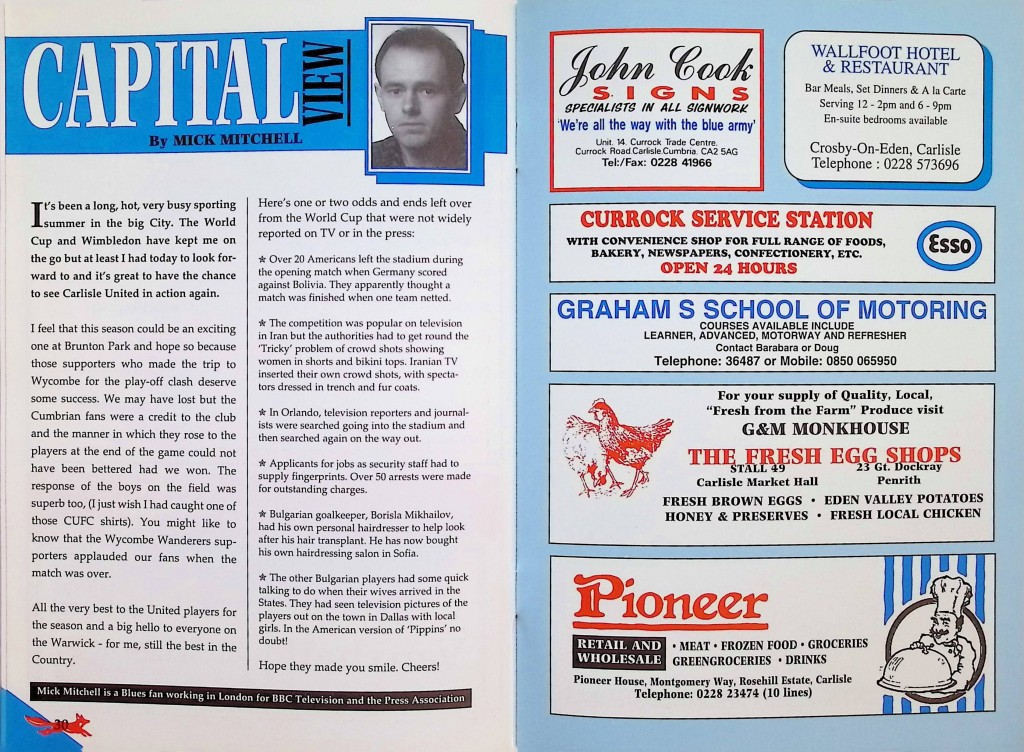 CAPITAL
VIEW
By MICK MITCHELL
It's been a long, hot, very busy sporting
summer in the big City. The World
Cup and Wimbledon have kept me on
the go but at least I had today to look for-
ward to and it's great to have the chance
to see Carlisle United in action again.
I feel that this season could be an exciting
one at Brunton Park and hope so because
those supporters who made the trip to
Wycombe for the play-off clash deserve
some success. We may have lost but the
Cumbrian fans were a credit to the club
and the manner in which they rose to the
players at the end of the game could not
have been bettered had we won. The
response of the boys on the field was
superb too, (I just wish I had caught one of
those CUFC shirts). You might like to
know that the Wycombe Wanderers sup-
porters applauded our fans when the
match was over.
All the very best to the United players for
the season and a big hello to everyone on
the Warwick - for me, still the best in the
Country.
Here's one or two odds and ends left over
from the World Cup that were not widely
reported on TV or in the press:
★ Over 20 Americans left the stadium during
the opening match when Germany scored
against Bolivia. They apparently thought a
match was finished when one team netted.
★ The competition was popular on television
in Iran but the authorities had to get round the
'Tricky' problem of crowd shots showing
women in shorts and bikini tops. Iranian TV
inserted their own crowd shots, with specta-
tors dressed in trench and fur coats.
★ In Orlando, television reporters and journal-
ists were searched going into the stadium and
then searched again on the way out.
★ Applicants for jobs as security staff had to
supply fingerprints. Over 50 arrests were made
for outstanding charges.
★ Bulgarian goalkeeper, Borisla Mikhailov,
had his own personal hairdresser to help look
after his hair transplant. He has now bought
his own hairdressing salon in Sofia.
★ The other Bulgarian players had some quick
talking to do when their wives arrived in the
States. They had seen television pictures of the
players out on the town in Dallas with local
girls. In the American version of 'Pippins' no
doubt!
Hope they made you smile. Cheers!
Mick Mitchell is a Blues fan working in London for BBC Television and the Press Association
30
John Cook
SIGNS
SPECIALISTS IN ALL SIGNWORK
'We're all the way with the blue army'
Unit. 14. Currock Trade Centre.
Currock Road.Carlisle.Cumbria. CA2 5AG
Tel:/Fax: 0228 41966
WALLFOOT HOTEL
& RESTAURANT
Bar Meals, Set Dinners & A la Carte
Serving 12 - 2pm and 6 - 9pm
En-suite bedrooms available
Crosby-On-Eden, Carlisle
Telephone : 0228 573696
CURROCK SERVICE STATION
WITH CONVENIENCE SHOP FOR FULL RANGE OF FOODS,
BAKERY, NEWSPAPERS, CONFECTIONERY, ETC.
OPEN 24 HOURS
Esso
GRAHAM S SCHOOL OF MOTORING
COURSES AVAILABLE INCLUDE
LEARNER, ADVANCED, MOTORWAY AND REFRESHER
Contact Barabara or Doug
Telephone: 36487 or Mobile: 0850 065950
For your supply of Quality, Local,
"Fresh from the Farm" Produce visit
G&M MONKHOUSE
THE FRESH EGG SHOPS
STALL 49
Carlisle Market Hall
23 Gt. Dockray
Penrith
FRESH BROWN EGGS • EDEN VALLEY POTATOES
HONEY & PRESERVES • FRESH LOCAL CHICKEN
Pioneer
RETAIL AND
WHOLESALE
• MEAT • FROZEN FOOD • GROCERIES
GREENGROCERIES • DRINKS
Pioneer House, Montgomery Way, Rosehill Estate, Carlisle
Telephone: 0228 23474 (10 lines)